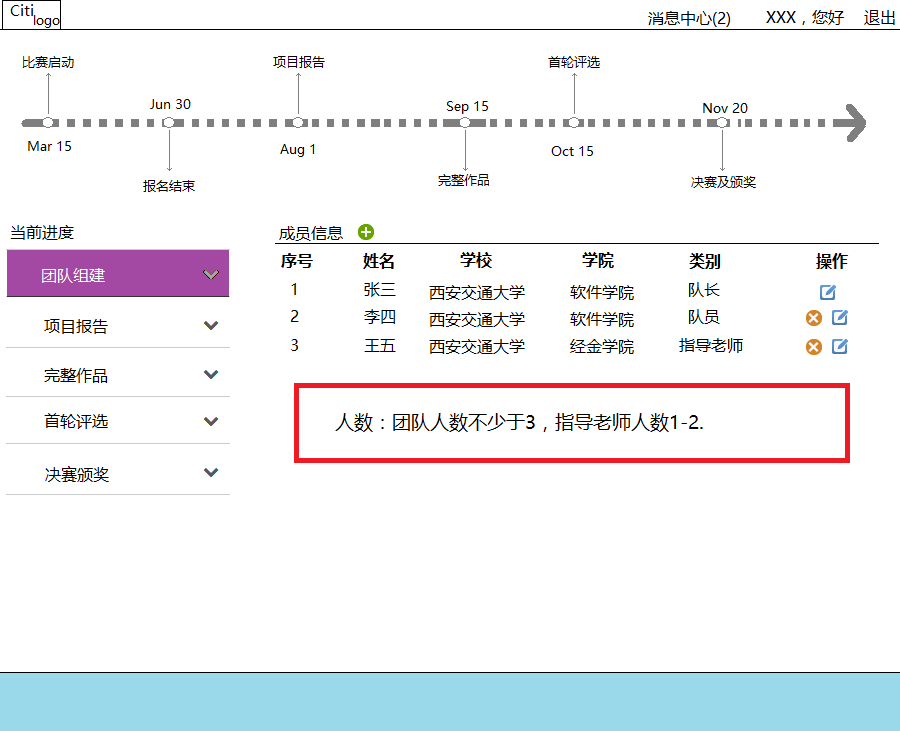 Citi
logo
消息中心(2) XXX，您好 退出
比赛启动 项目报告 首轮评选
Jun 30 Sep 15 Nov 20
Mar 15 Aug 1 Oct 15
报名结束 完整作品 决赛及颁奖
当前进度
团队组建
项目报告
完整作品
首轮评选
决赛颁奖
成员信息
序号 姓名 学校 学院 类别 操作
1 张三 西安交通大学 软件学院 队长
2 李四 西安交通大学 软件学院 队员
3 王五 西安交通大学 经金学院 指导老师
人数：团队人数不少于3，指导老师人数1-2.